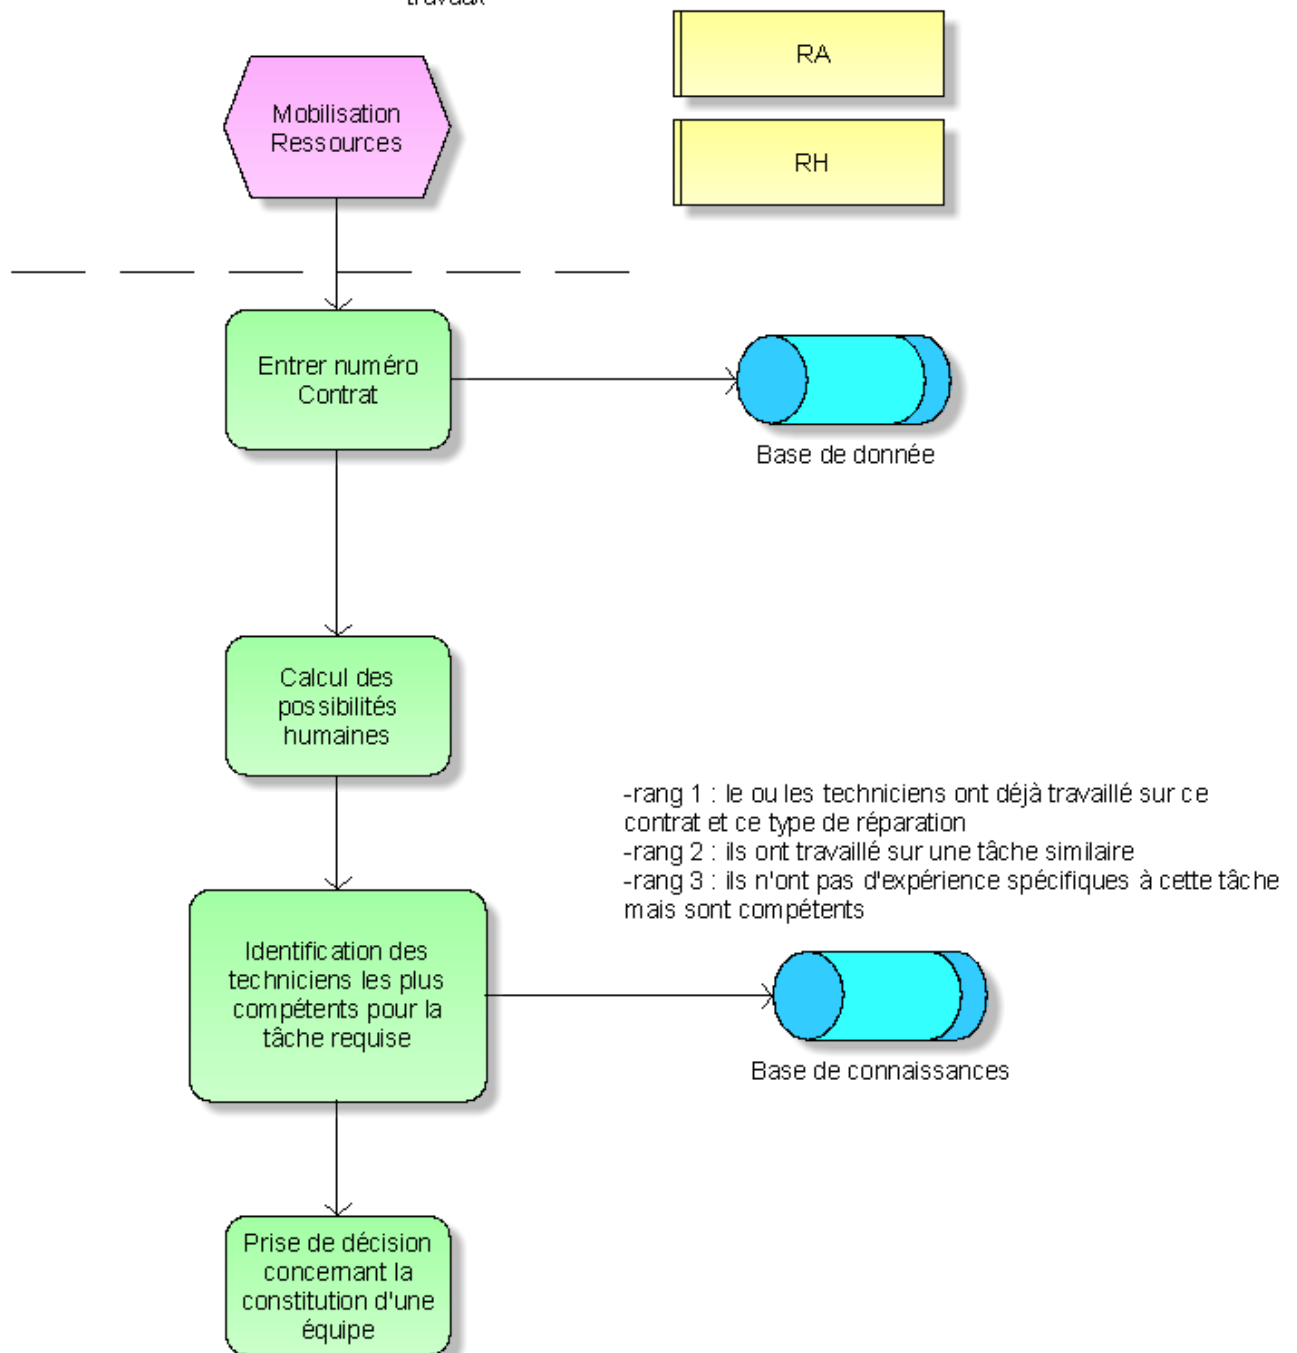 travaux
RA
Mobilisation
Ressources
RH
Entrer numéro
Contrat
Base de donnée
Calcul des
possibilités
humaines
-rang 1 : le ou les techniciens ont déjà travaillé sur ce
contrat et ce type de réparation
-rang 2 : ils ont travaillé sur une tâche similaire
-rang 3 : ils n'ont pas d'expérience spécifiques à cette tâche
mais sont compétents
Identification des
techniciens les plus
compétents pour la
tâche requise
Base de connaissances
Prise de décision
concernant la
constitution d'une
équipe